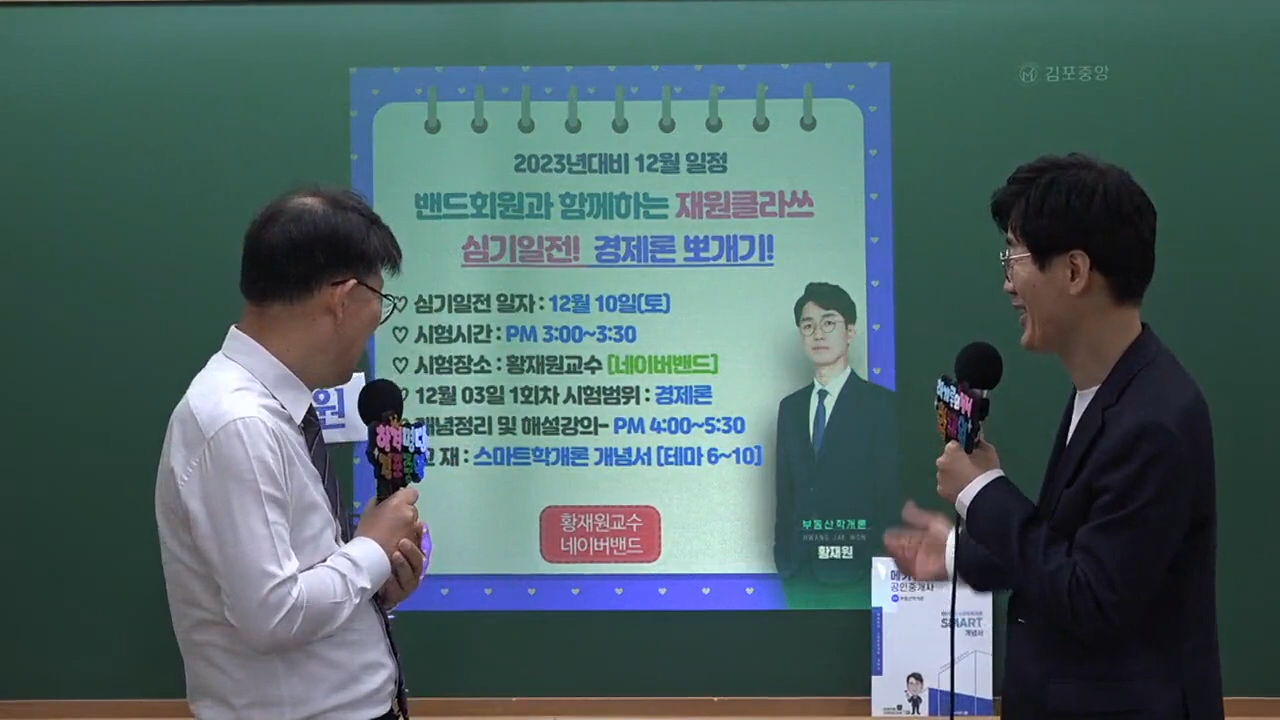 김포중앙
2023년대비 12월 일정
밴드회원과 함께하는 재원클라쓰
심기일전! 경제론 뽀개기!
♡ 심기일전 일자 : 12월 10일(토)
♡ 시험시간 : PM 3:00~3:30
♡ 시험장소 : 황재원교수 [네이버밴드]
12월 03일 1회차 시험범위 : 경제론
개념정리 및 해설강의- PM 4:00~5:30
재 : 스마트학개론 개념서 [테마 6~10]
황재원교수
네이버밴드
부동산학개론
HWANG JAE WON
황재원
원
공인중개사
부동산학개론
SMART
개념서